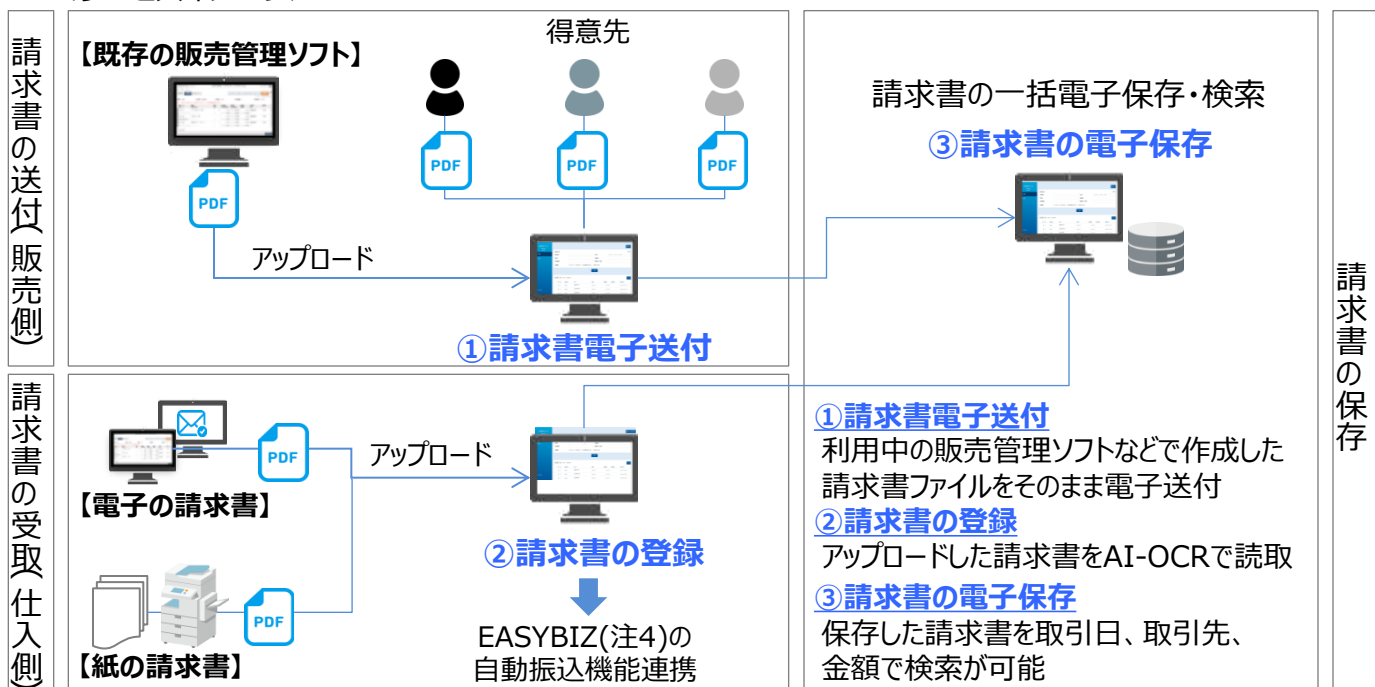 請求書の送付(販売側)
【既存の販売管理ソフト】
得意先
PDF
PDF
PDF
PDF
アップロード
①請求書電子送付
請求書の受取(仕入側)
PDF
アップロード
【電子の請求書】
②請求書の登録
PDF
【紙の請求書】
EASYBIZ(注4)の
自動振込機能連携
請求書の一括電子保存・検索
③請求書の電子保存
①請求書電子送付
利用中の販売管理ソフトなどで作成した
請求書ファイルをそのまま電子送付
②請求書の登録
アップロードした請求書をAI-OCRで読取
③請求書の電子保存
保存した請求書を取引日、取引先、
金額で検索が可能
請求書の保存